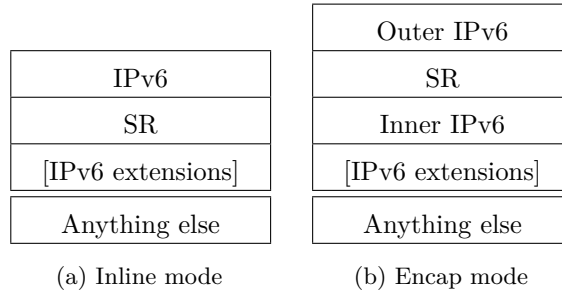 IPv6
SR
[IPv6 extensions]
Anything else
(a) Inline mode
Outer IPv6
SR
Inner IPv6
[IPv6 extensions]
Anything else
(b) Encap mode